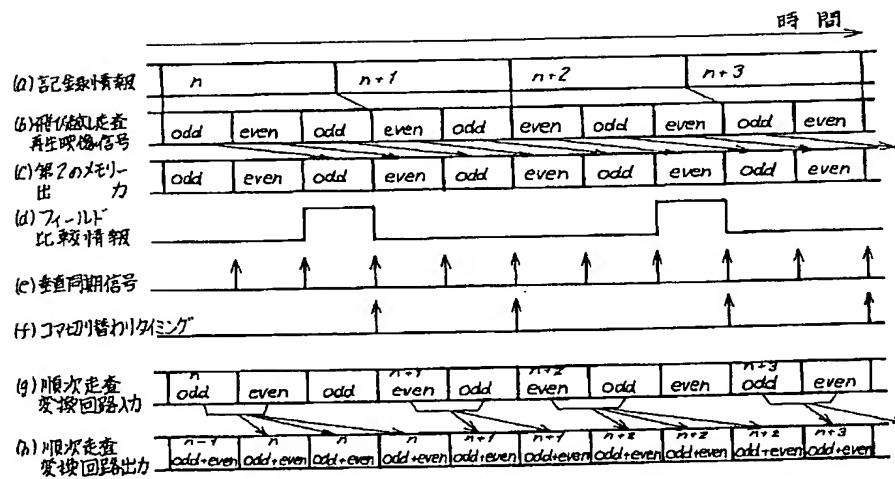 時間
(a)記録情報 n n+1 n+2 n+3
(b)飛び越し走査
再生映像信号 odd even odd even odd even odd even odd even
(c)第2のメモリー
出力 odd even odd even odd even odd even odd even
(d)フィールド
比較情報
(e)垂直同期信号
(f)コマ切り替わりタイミング
n n+1 n+2 n+3
(g)順次走査
変換回路入力 odd even odd even odd even odd even odd even
n-1 n n n n+1 n+1 n+2 n+2 n+2 n+3
(h)順次走査
変換回路出力 odd+even odd+even odd+even odd+even odd+even odd+even odd+even odd+even odd+even odd+even